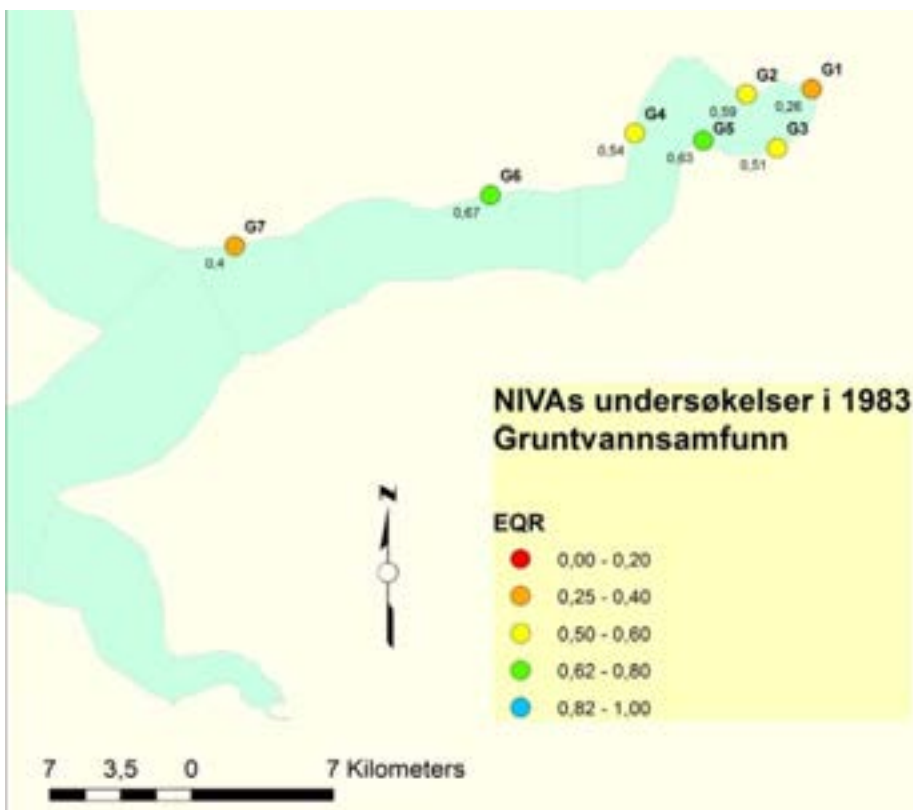 G1
G2
0,26
0,59
G4
G5
G3
0,54
0,63
0,51
G6
0,67
G7
0,4
NIVAs undersøkelser i 1983
Gruntvannsamfunn
N
EQR
0,00 - 0,20
0,25 - 0,40
0,50 - 0,60
0,62 - 0,80
0,82 - 1,00
7 3,5 0 7 Kilometers